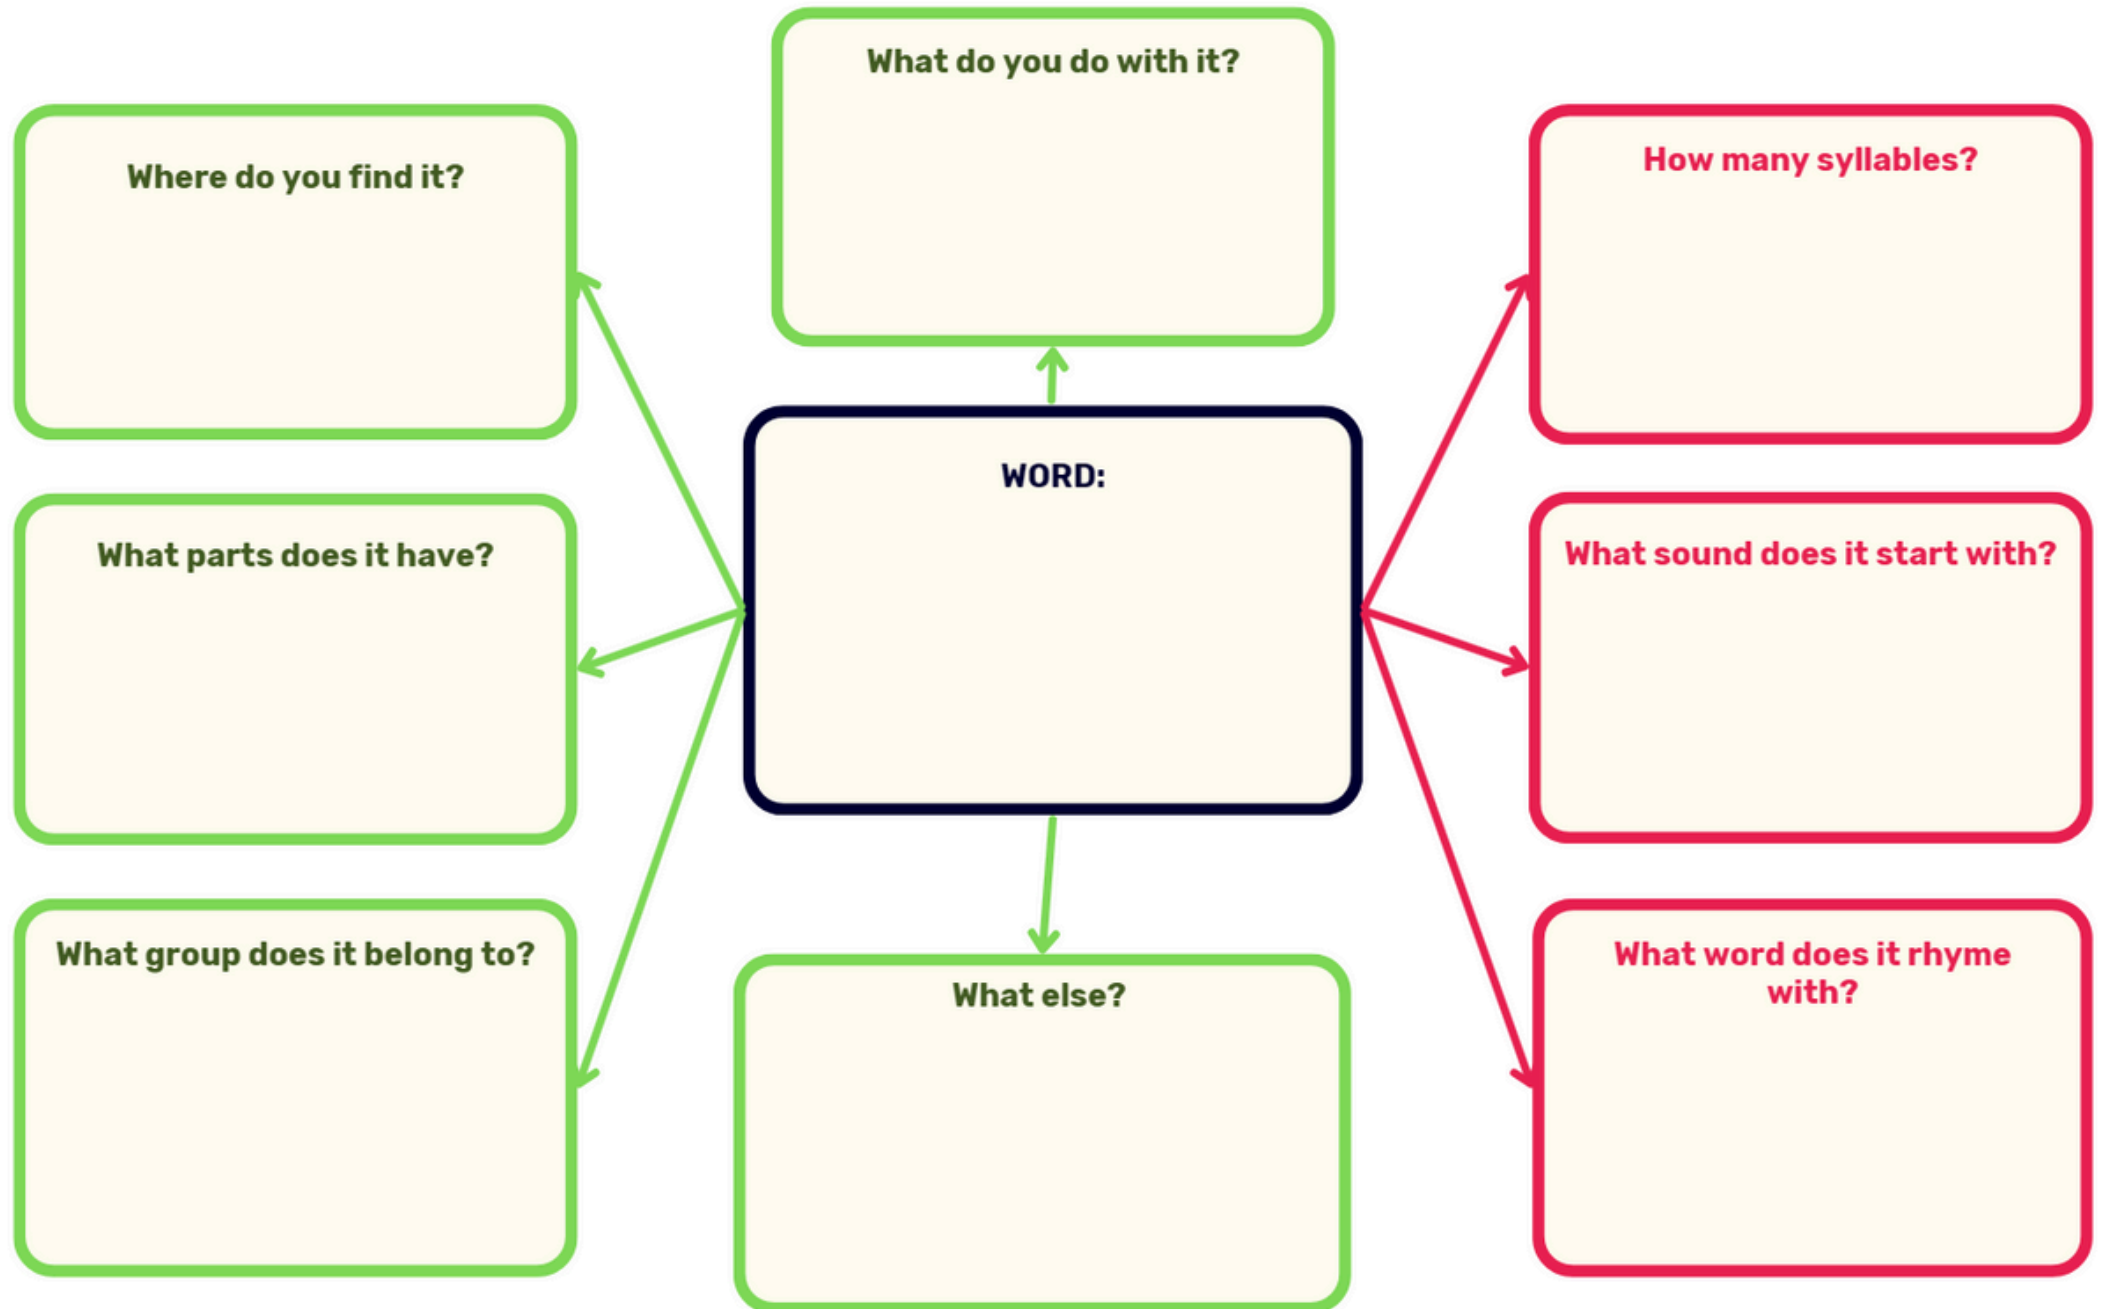 What do you do with it?
Where do you find it?
How many syllables?
WORD:
What parts does it have?
What sound does it start with?
What group does it belong to?
What else?
What word does it rhyme
with?